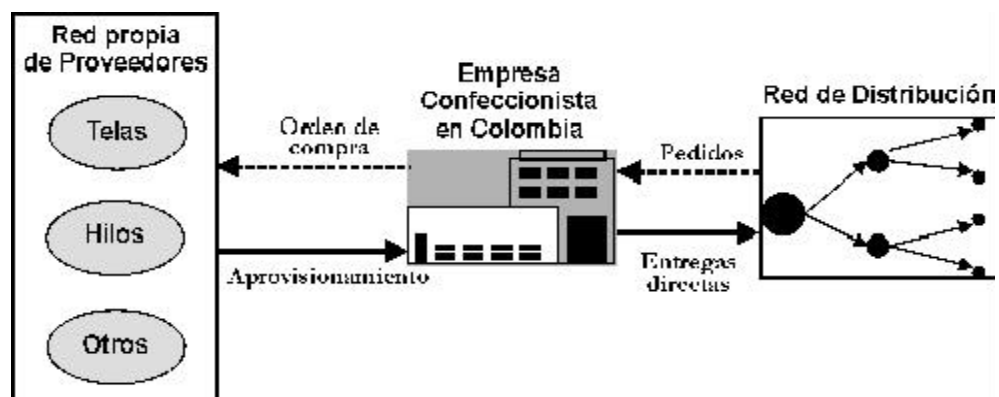 Red propia
de Proveedores
Telas
Hilos
Otros
Orden de
compra
Aprovisionamiento
Empresa
Confeccionista
en Colombia
Pedidos
Entregas
directas
Red de Distribución